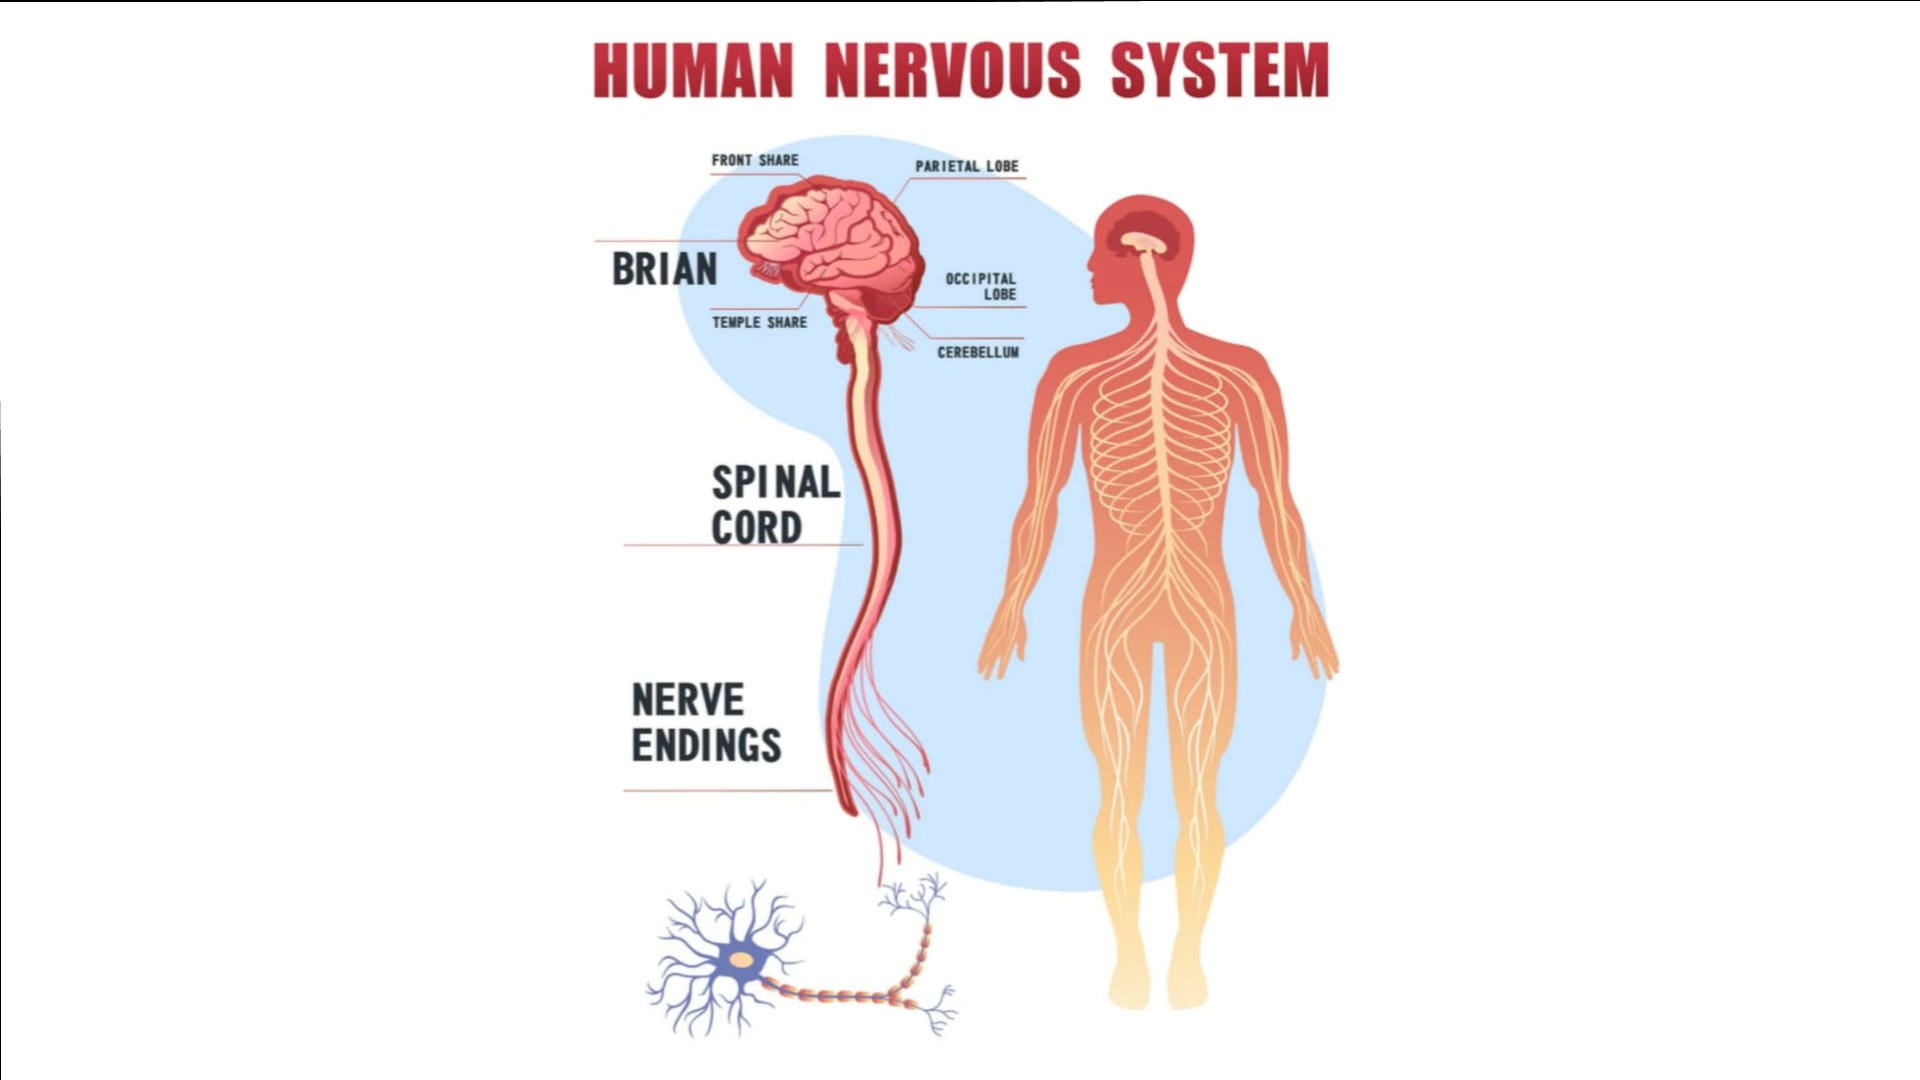 HUMAN NERVOUS SYSTEM
FRONT SHARE
PARIETAL LOBE
BRIAN
OCCIPITAL
LOBE
TEMPLE SHARE
CEREBELLUM
SPINAL
CORD
NERVE
ENDINGS